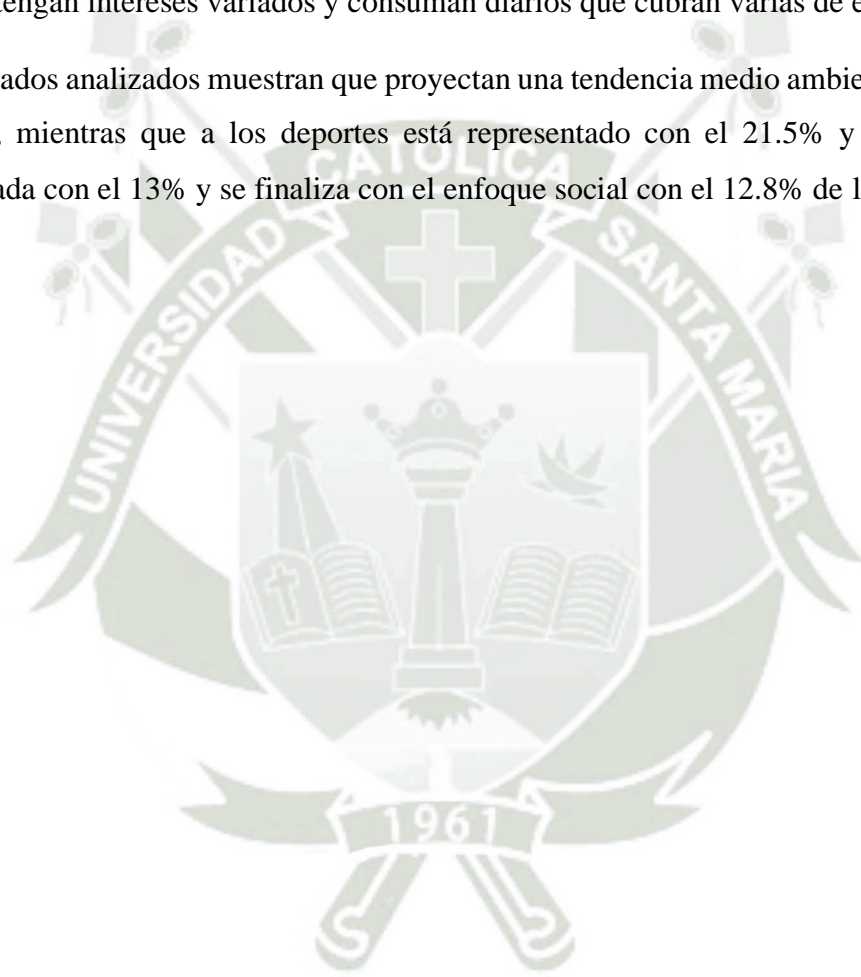 tengan intereses variados y consuman diarios que cubran varias de e
ados analizados muestran que proyectan una tendencia medio ambie
, mientras que a los deportes está representado con el 21.5% y
ada con el 13% y se finaliza con el enfoque social con el 12.8% de l
UNIVERSIDAD CATOLICA SANTA MARIA
1961